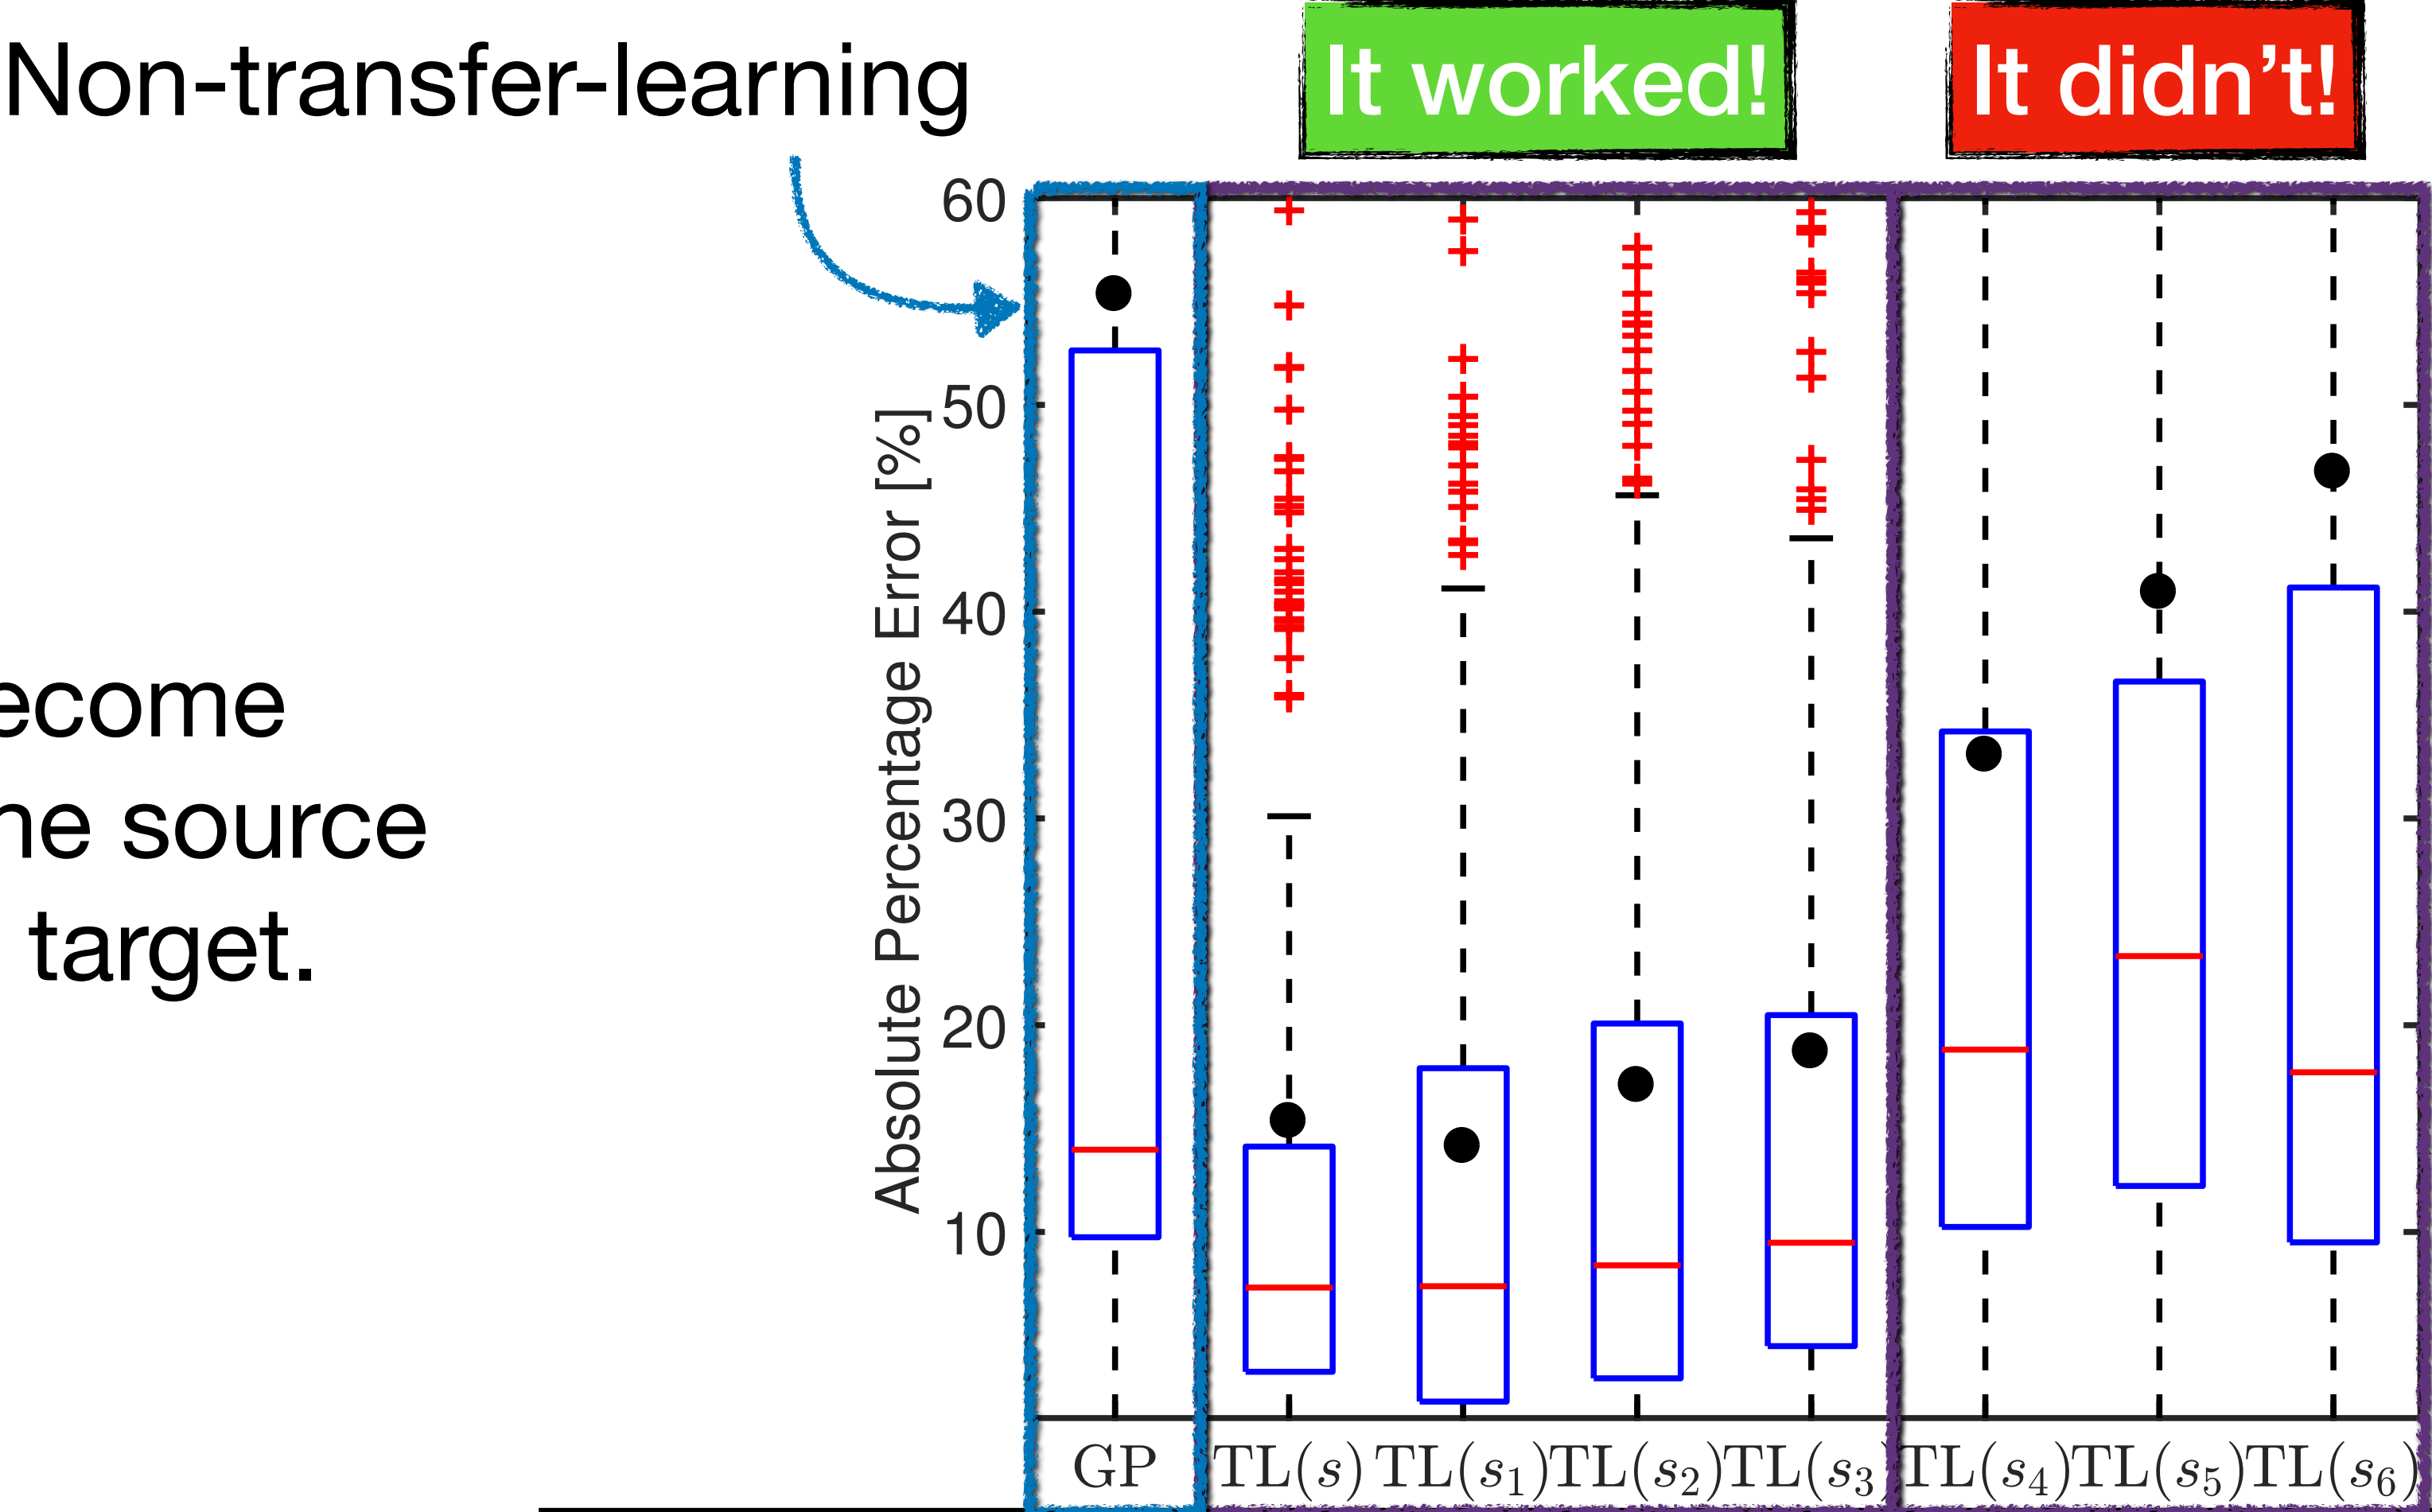 Non-transfer-learning
It worked!
It didn't!
Absolute Percentage Error [%]
60
50
40
30
20
10
ecome
ne source
target.
GP TL(s) TL(s₁) TL(s₂) TL(s₃) TL(s₄) TL(s₅) TL(s₆)